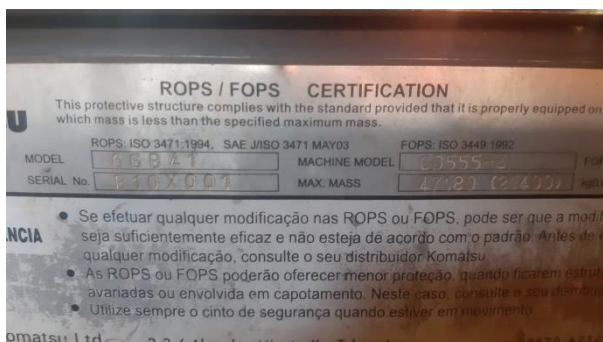 ROPS / FOPS CERTIFICATION
This protective structure complies with the standard provided that it is properly equipped on
which mass is less than the specified maximum mass.
U
ROPS: ISO 3471:1994, SAE J/ISO 3471 MAY03 FOPS: ISO 3449:1992
MODEL MACHINE MODEL FO
SERIAL No. MAX. MASS
Se efetuar qualquer modificação nas ROPS ou FOPS, pode ser que a modif
NCIA seja suficientemente eficaz e não esteja de acordo com o padrão. Antes de e
qualquer modificação, consulte o seu distribuidor Komatsu.
As ROPS ou FOPS poderão oferecer menor proteção, quando ficarem estrut
avariadas ou envolvida em capotamento. Neste caso, consulte o seu distribu
Utilize sempre o cinto de segurança quando estiver em movimento
omatsu Ltd